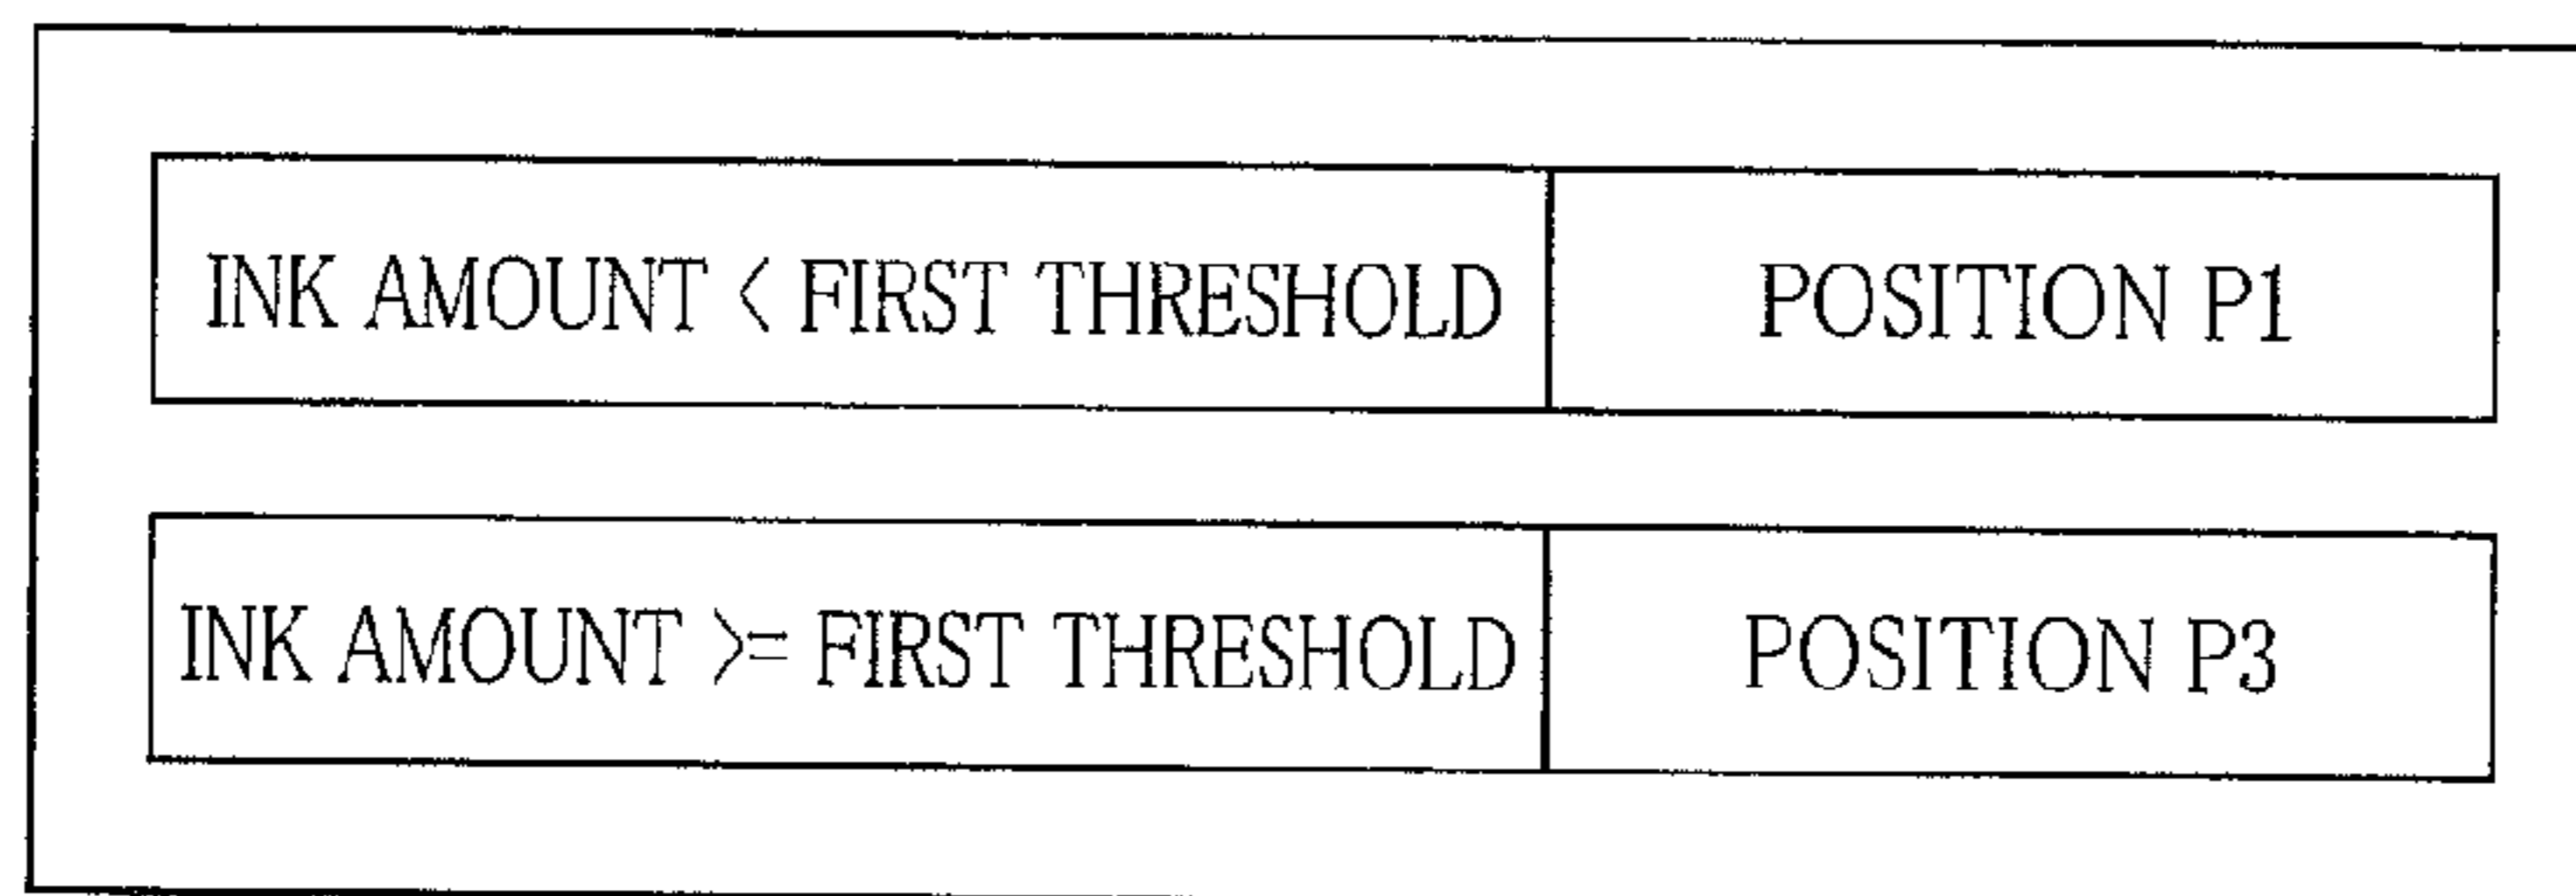 INK AMOUNT < FIRST THRESHOLD POSITION P1
INK AMOUNT >= FIRST THRESHOLD POSITION P3